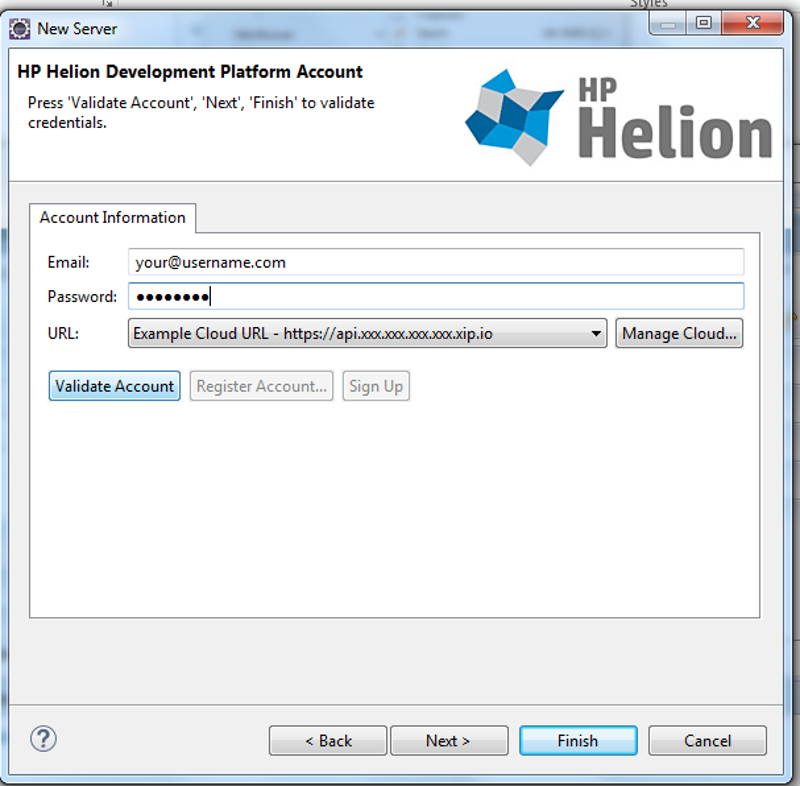 Styles
New Server
HP Helion Development Platform Account
Press 'Validate Account', 'Next', 'Finish' to validate
credentials.
HP
Helion
Account Information
Email: your@username.com
Password: ●●●●●●●●
URL: Example Cloud URL - https://api.xxx.xxx.xxx.xxx.xip.io Manage Cloud...
Validate Account Register Account... Sign Up
? < Back Next > Finish Cancel